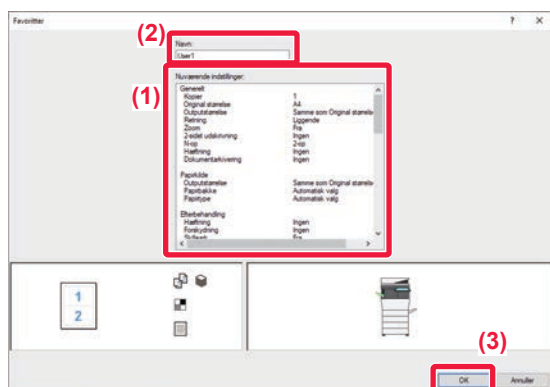 Favoritter ? X
(2)
Navn:
User1
(1)
Nuværende indstillinger:
Generelt
Kopier 1
Original størrelse A4
Outputstørrelse Samme som Original størrelse
Retning Liggende
Zoom Fra
2-sidet udskrivning Ingen
N-op 2-op
Hæftning Ingen
Dokumentarkivering Ingen
Papirkilde
Outputstørrelse Samme som Original størrelse
Papirbakke Automatisk valg
Papirtype Automatisk valg
Efterbehandling
Hæftning Ingen
Forskydning Ingen
Fra
1
2
(3)
OK Annuller